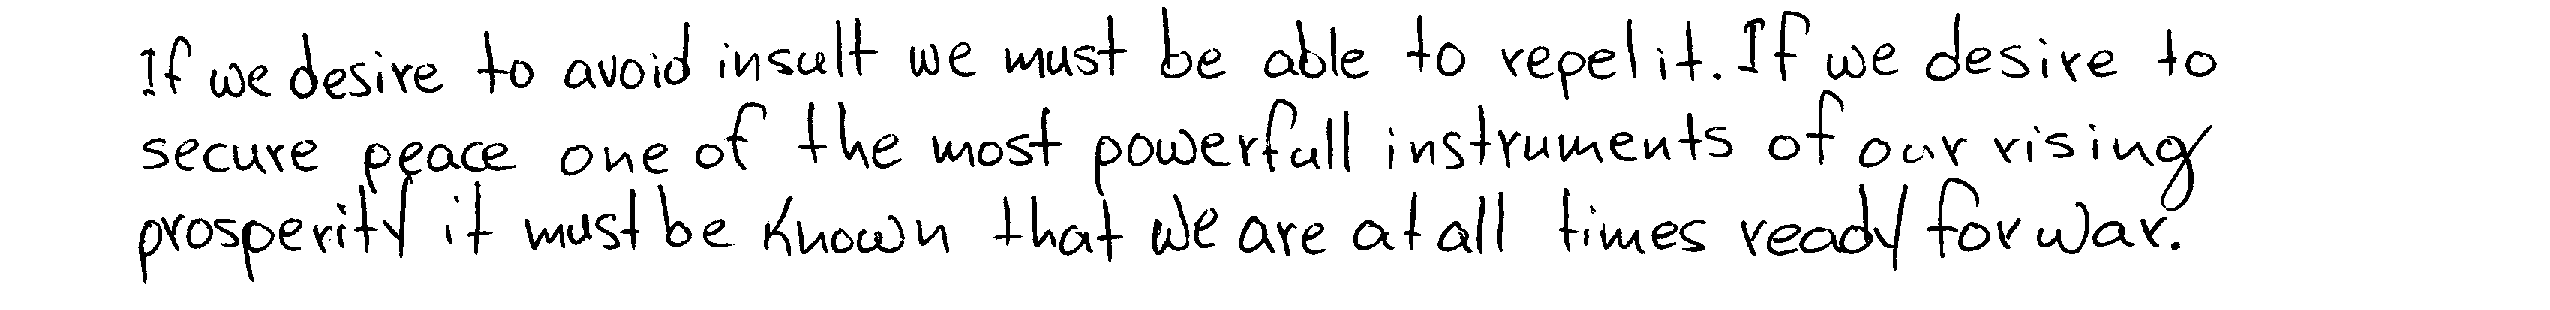 If we desire to avoid insult we must be able to repel it. If we desire to
secure peace one of the most powerfull instruments of our rising
prosperity it must be known that we are at all times ready for war.